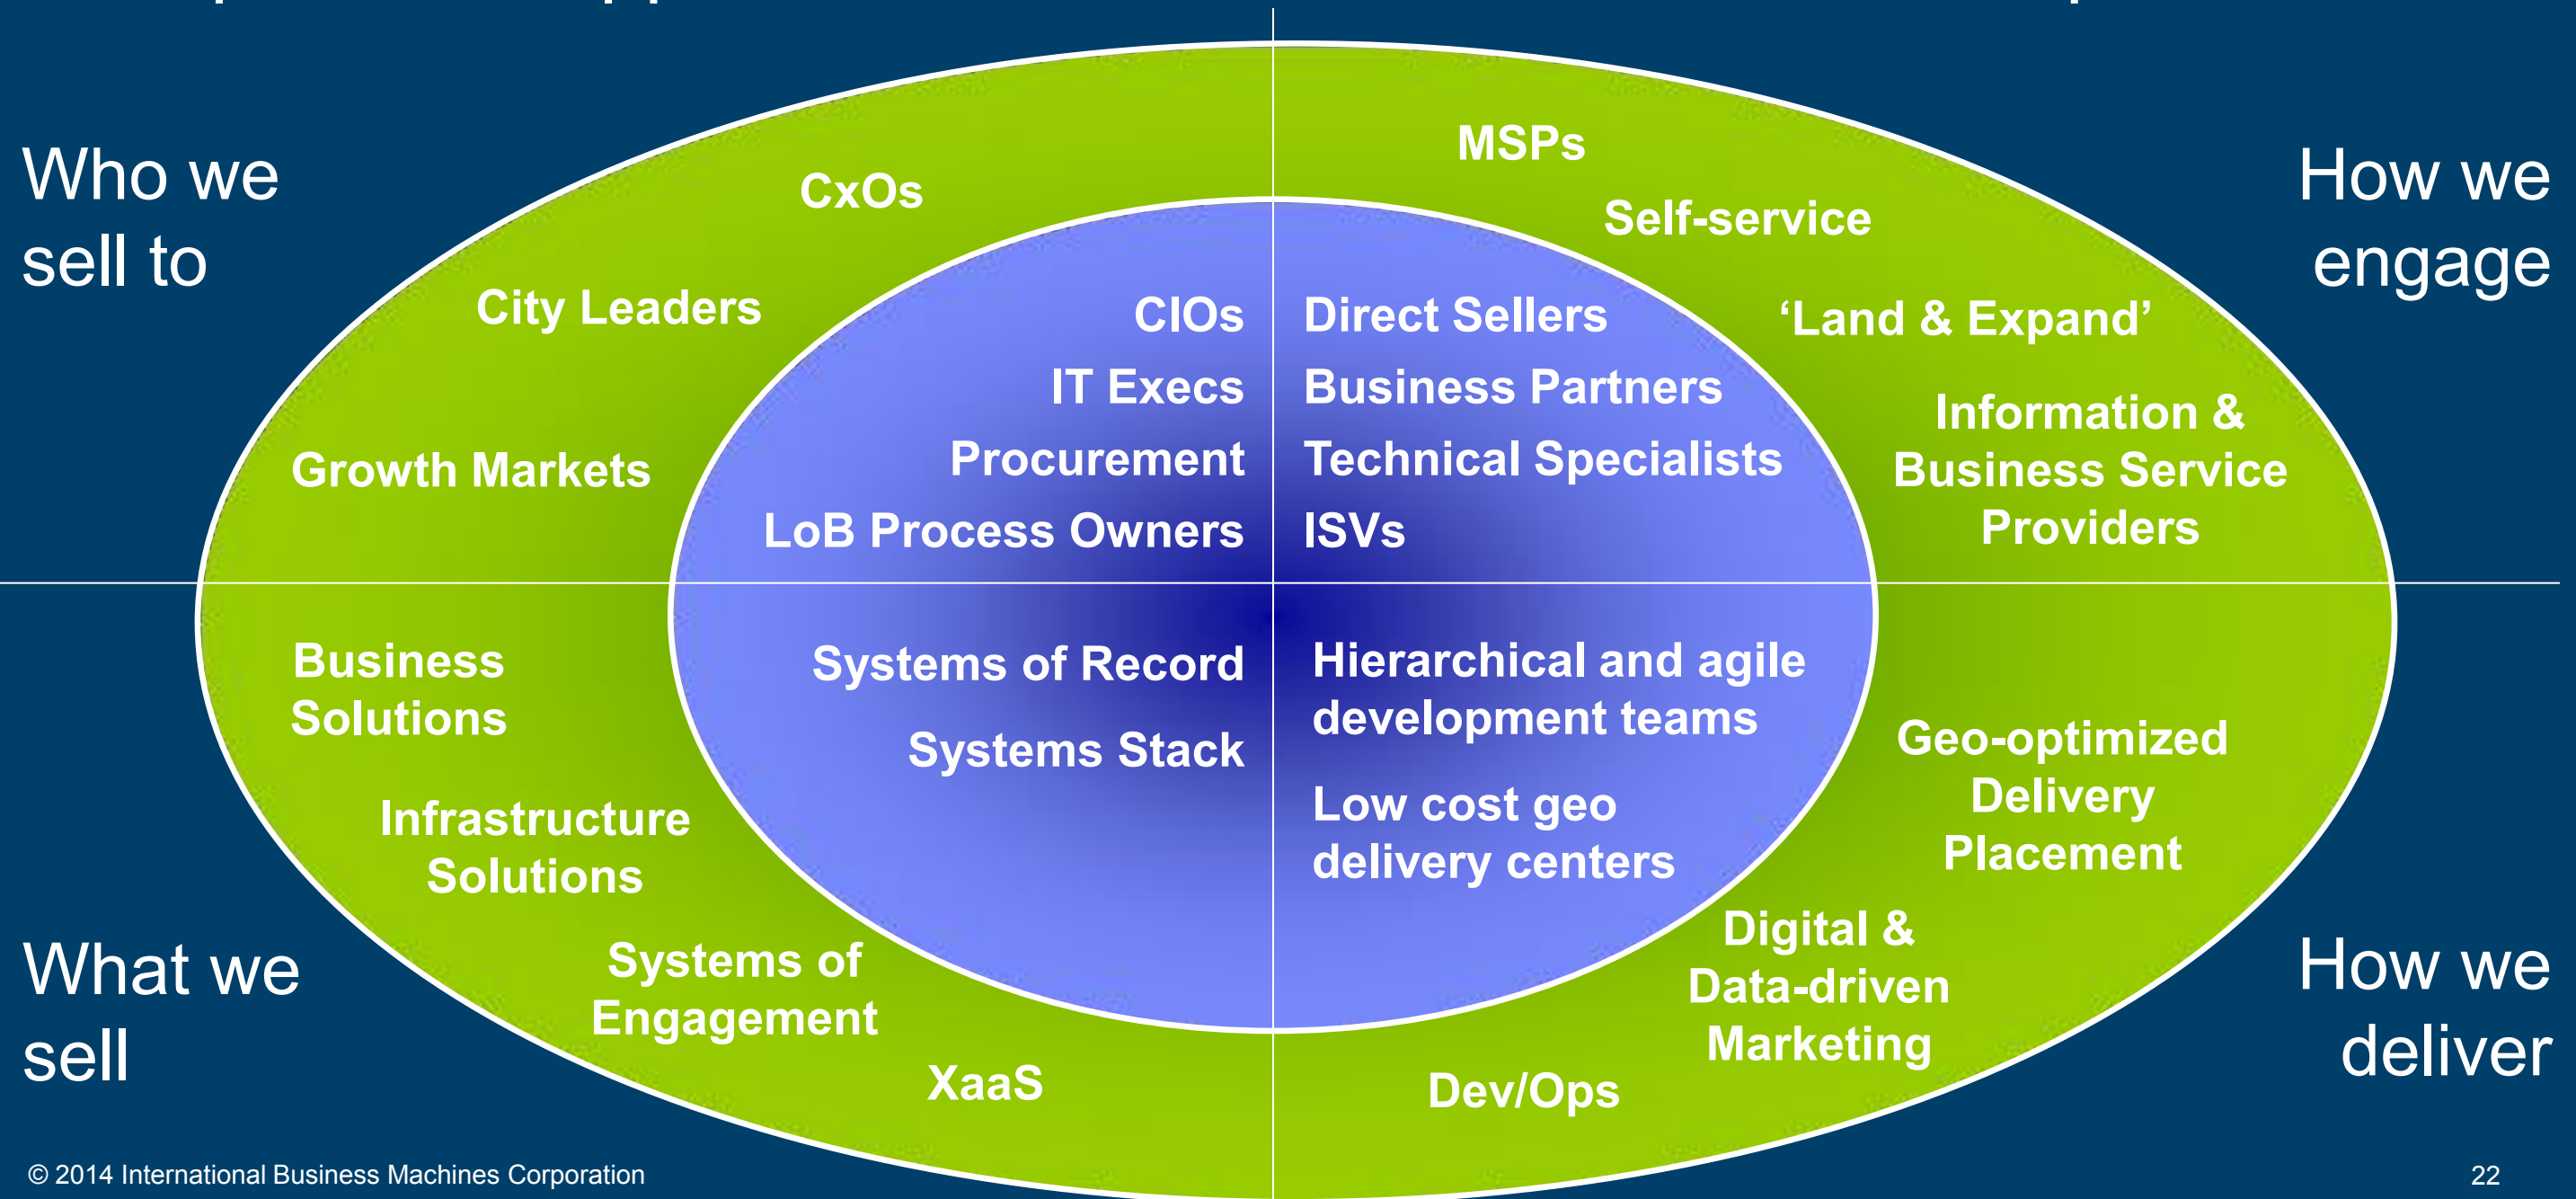 Who we
sell to
CxOs
City Leaders
Growth Markets
CIOs
IT Execs
Procurement
LoB Process Owners
How we
engage
MSPs
Self-service
‘Land & Expand’
Information &
Business Service
Providers
Direct Sellers
Business Partners
Technical Specialists
ISVs
What we
sell
Business
Solutions
Infrastructure
Solutions
Systems of
Engagement
XaaS
Systems of Record
Systems Stack
How we
deliver
Hierarchical and agile
development teams
Low cost geo
delivery centers
Geo-optimized
Delivery
Placement
Digital &
Data-driven
Marketing
Dev/Ops
© 2014 International Business Machines Corporation
22